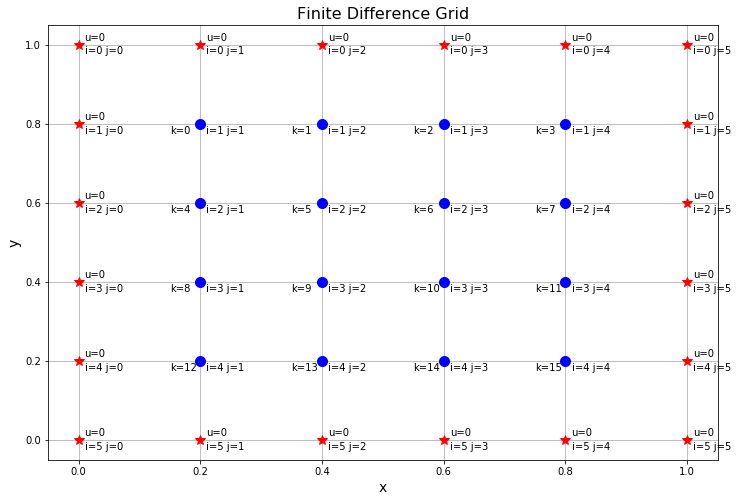 Finite Difference Grid
u=0 u=0 u=0 u=0 u=0 u=0
1.0
i=0 j=0 i=0 j=1 i=0 j=2 i=0 j=3 i=0 j=4 i=0 j=5
u=0 u=0
0.8
i=1 j=0 k=0 i=1 j=1 k=1 i=1 j=2 k=2 i=1 j=3 k=3 i=1 j=4 i=1 j=5
u=0 u=0
0.6
i=2 j=0 k=4 i=2 j=1 k=5 i=2 j=2 k=6 i=2 j=3 k=7 i=2 j=4 i=2 j=5
y
u=0 u=0
0.4
i=3 j=0 k=8 i=3 j=1 k=9 i=3 j=2 k=10 i=3 j=3 k=11 i=3 j=4 i=3 j=5
u=0 u=0
0.2
i=4 j=0 k=12 i=4 j=1 k=13 i=4 j=2 k=14 i=4 j=3 k=15 i=4 j=4 i=4 j=5
u=0 u=0 u=0 u=0 u=0 u=0
0.0
i=5 j=0 i=5 j=1 i=5 j=2 i=5 j=3 i=5 j=4 i=5 j=5
0.0 0.2 0.4 0.6 0.8 1.0
x